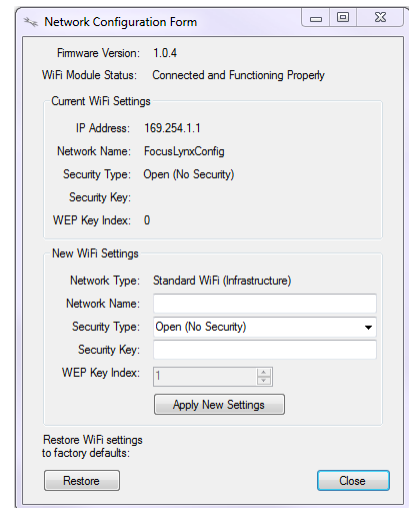 Network Configuration Form
Firmware Version: 1.0.4
WiFi Module Status: Connected and Functioning Properly
Current WiFi Settings
IP Address: 169.254.1.1
Network Name: FocusLynxConfig
Security Type: Open (No Security)
Security Key:
WEP Key Index: 0
New WiFi Settings
Network Type: Standard WiFi (Infrastructure)
Network Name:
Security Type: Open (No Security)
Security Key:
WEP Key Index: 1
Apply New Settings
Restore WiFi settings
to factory defaults:
Restore Close